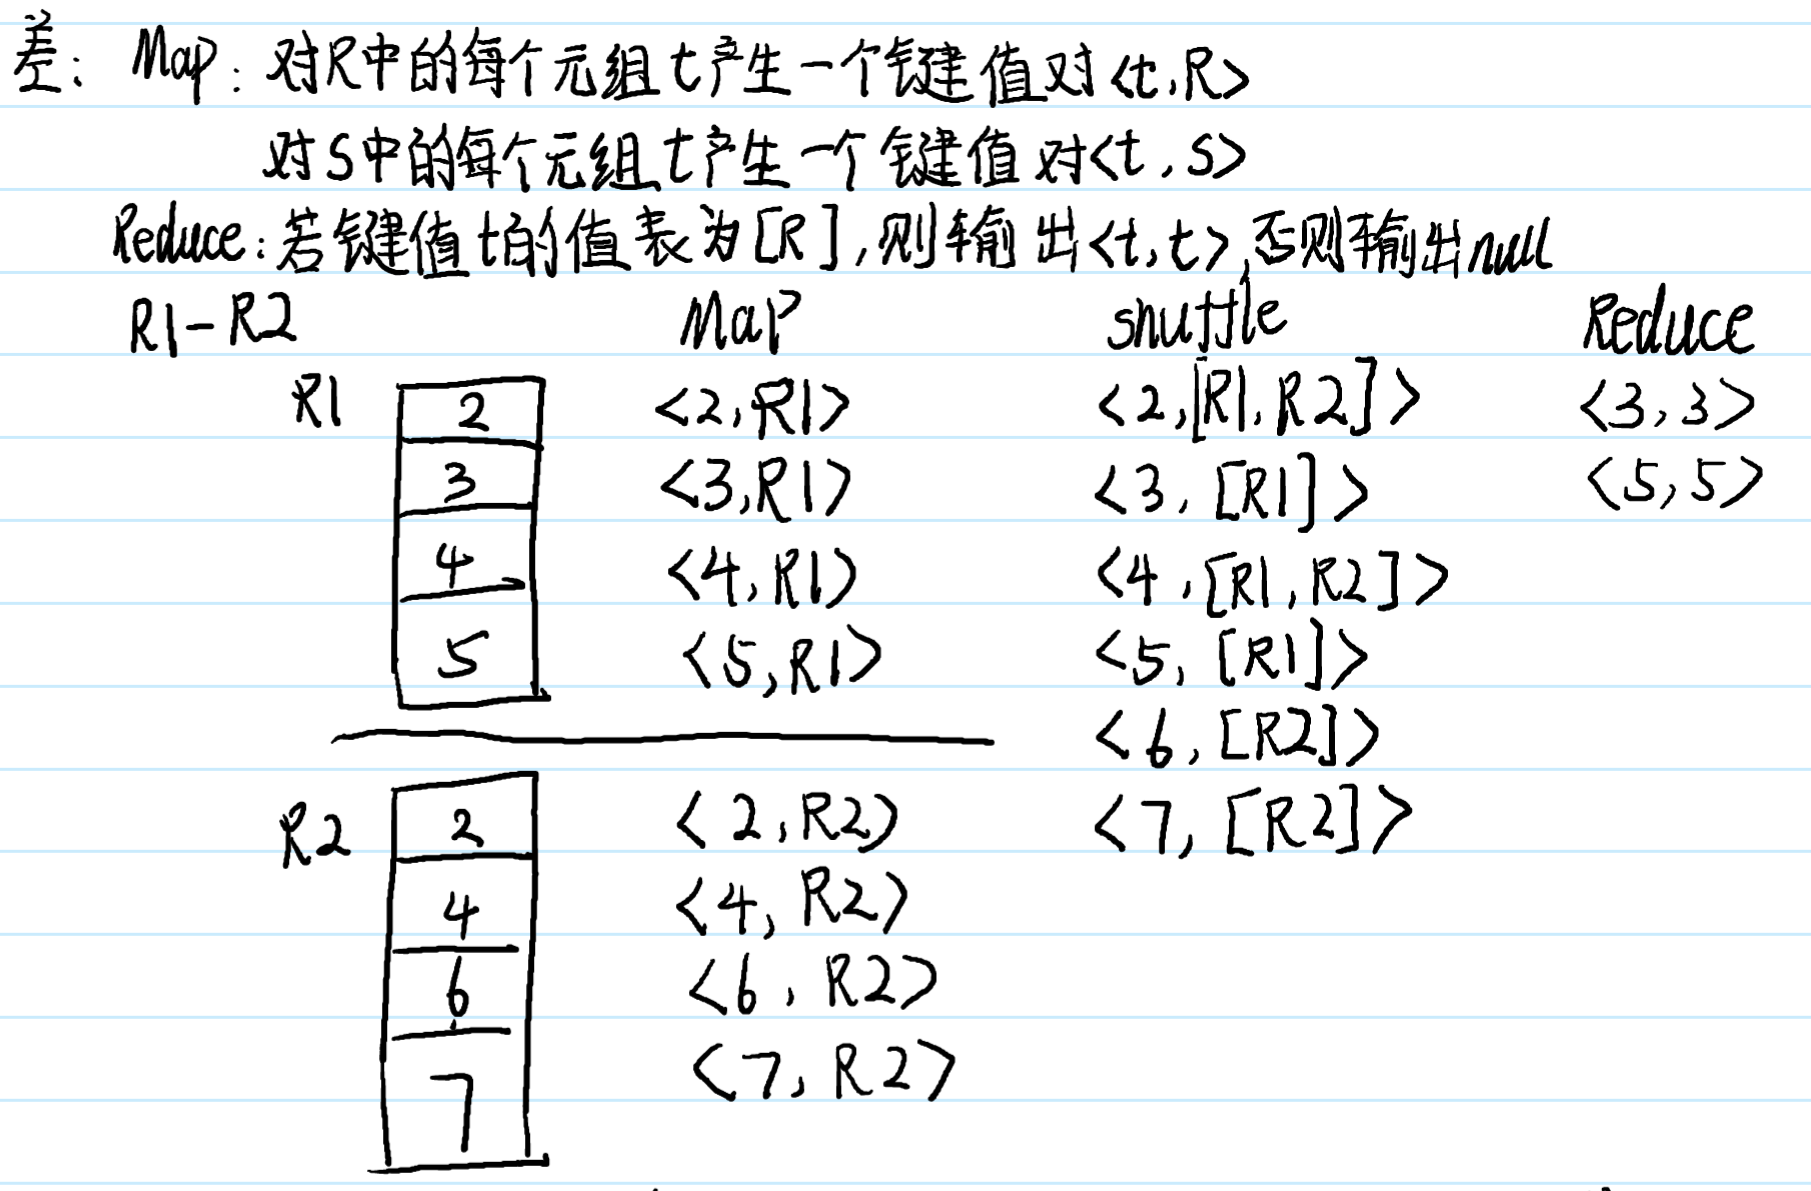 差: Map: 对R中的每个元组t产生一个键值对<t,R>
对S中的每个元组t产生一个键值对<t,S>
Reduce:若键值t的值表为[R],则输出<t,t>,否则输出null
R1-R2 Map shuffle Reduce
R1 2 <2,R1> <2,[R1,R2]> <3,3>
3 <3,R1> <3,[R1]> <5,5>
4 <4,R1> <4,[R1,R2]>
5 <5,R1> <5,[R1]>
<6,[R2]>
R2 2 <2,R2> <7,[R2]>
4 <4,R2>
6 <6,R2>
7 <7,R2>